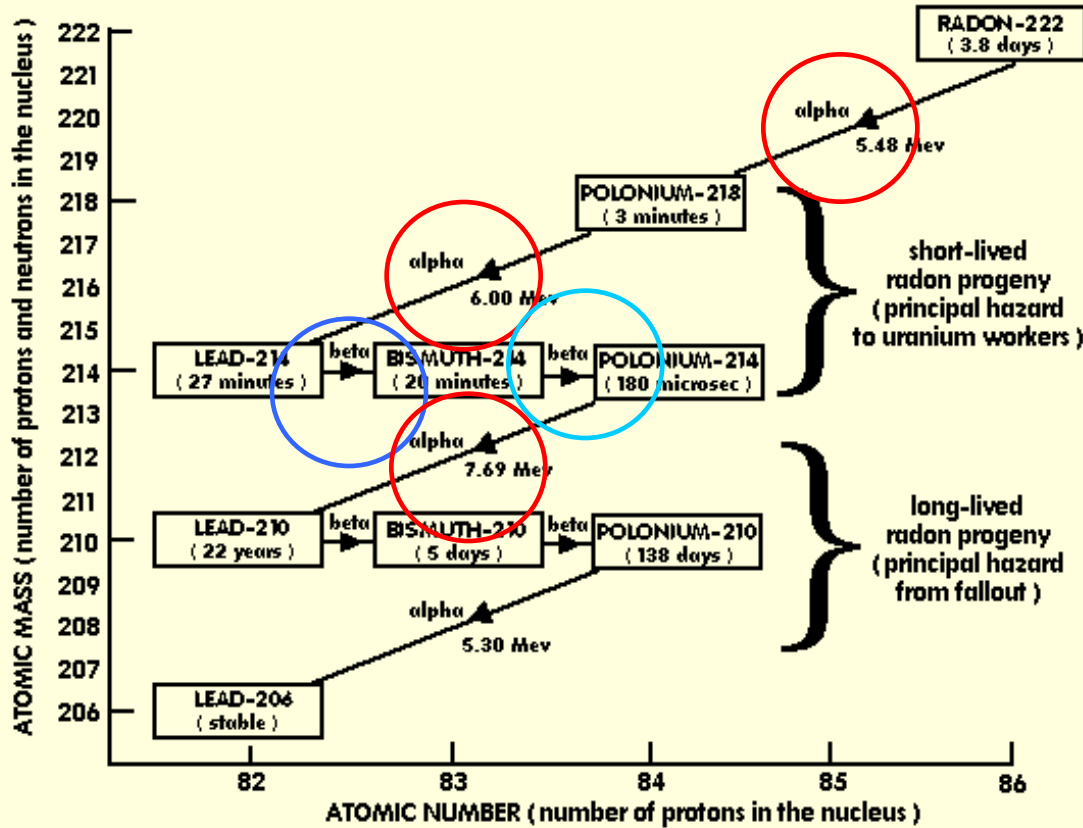 222
221
220
219
218
217
216
215
214
213
212
211
210
209
208
207
206
ATOMIC MASS ( number of protons and neutrons in the nucleus )
RADON-222
( 3.8 days )
alpha
5.48 Mev
POLONIUM-218
( 3 minutes )
alpha
6.00 Mev
short-lived
radon progeny
( principal hazard
to uranium workers )
LEAD-214
( 27 minutes )
beta
BISMUTH-214
( 20 minutes )
beta
POLONIUM-214
( 180 microsec )
alpha
7.69 Mev
LEAD-210
( 22 years )
beta
BISMUTH-210
( 5 days )
beta
POLONIUM-210
( 138 days )
long-lived
radon progeny
( principal hazard
from fallout )
alpha
5.30 Mev
LEAD-206
( stable )
82 83 84 85 86
ATOMIC NUMBER ( number of protons in the nucleus )